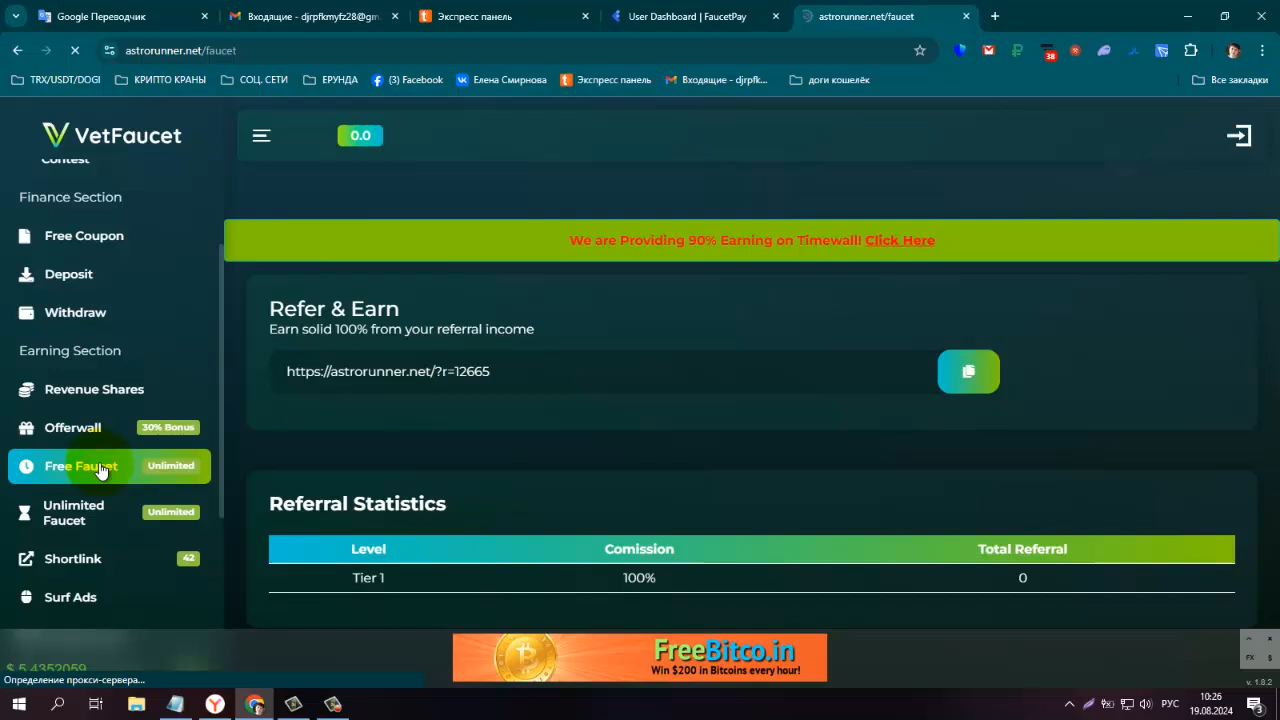 Google Переводчик
Входящие - djrpfkmyfz28@gm
Экспресс панель
User Dashboard | FaucetPay
astrorunner.net/faucet
astrorunner.net/faucet
38
TRX/USDT/DOGI
КРИПТО КРАНЫ
СОЦ. СЕТИ
ЕРУНДА
(3) Facebook
Елена Смирнова
Экспресс панель
Входящие - djrpfk...
доги кошелёк
Все закладки
VetFaucet
0.0
Contest
Finance Section
Free Coupon
Deposit
Withdraw
Earning Section
Revenue Shares
Offerwall
30% Bonus
Free Faucet
Unlimited
Unlimited
Faucet
Unlimited
Shortlink
42
Surf Ads
We are Providing 90% Earning on Timewall! Click Here
Refer & Earn
Earn solid 100% from your referral income
https://astrorunner.net/?r=12665
Referral Statistics
Level Comission Total Referral
Tier 1 100% 0
$ 5.4352059
FreeBitco.in
Win $200 in Bitcoins every hour!
FX $
v. 1.8.2
Определение прокси-сервера...
РУС
10:26
19.08.2024
3